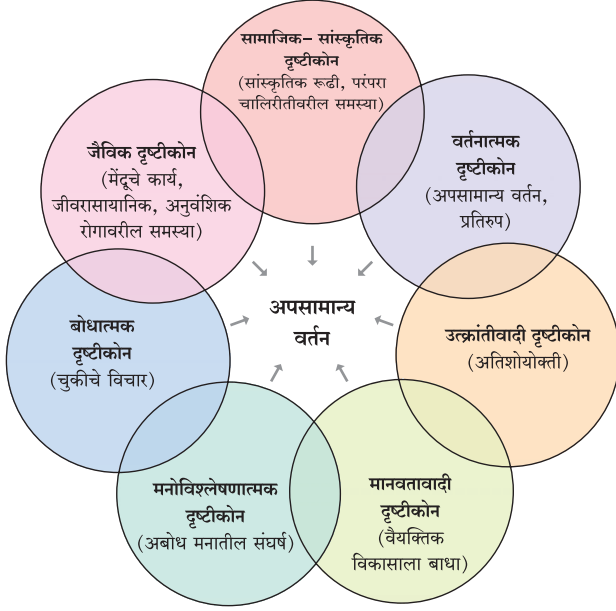 सामाजिक– सांस्कृतिक
दृष्टीकोन
(सांस्कृतिक रूढी, परंपरा
चालिरीतीवरील समस्या)
वर्तनात्मक
दृष्टीकोन
(अपसामान्य वर्तन,
प्रतिरुप)
उत्क्रांतीवादी दृष्टीकोन
(अतिशोयोक्ती)
मानवतावादी
दृष्टीकोन
(वैयक्तिक
विकासाला बाधा)
मनोविश्लेषणात्मक
दृष्टीकोन
(अबोध मनातील संघर्ष)
बोधात्मक
दृष्टीकोन
(चुकीचे विचार)
जैविक दृष्टीकोन
(मेंदूचे कार्य,
जीवरासायानिक, अनुवंशिक
रोगावरील समस्या)
अपसामान्य
वर्तन